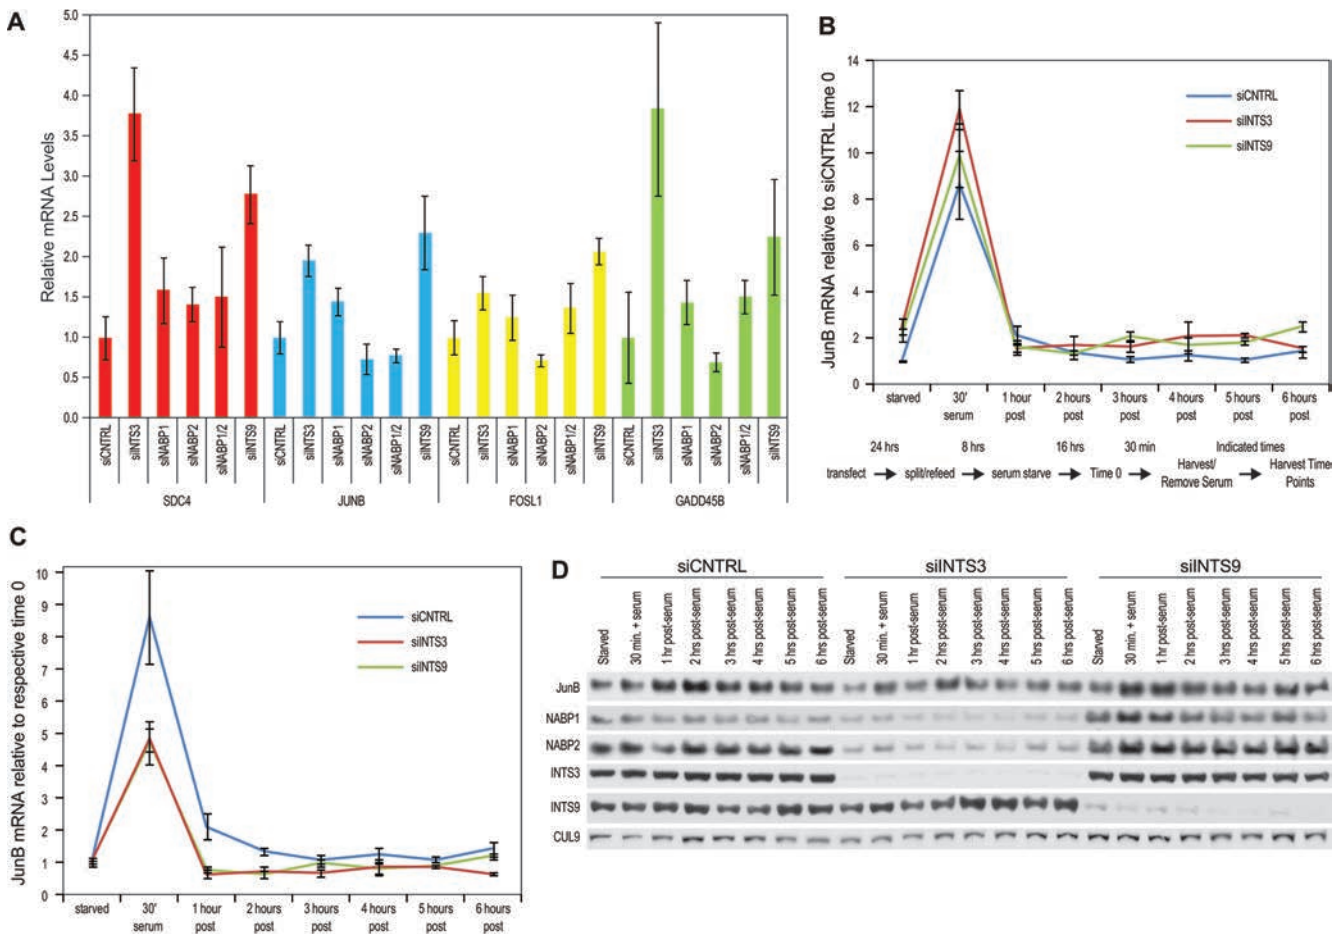 A
Relative mRNA Levels
5.0
4.5
4.0
3.5
3.0
2.5
2.0
1.5
1.0
0.5
0.0
siCNTRL
siINTS3
siNABP1
siNABP2
siNABP1/2
siINTS9
siCNTRL
siINTS3
siNABP1
siNABP2
siNABP1/2
siINTS9
siCNTRL
siINTS3
siNABP1
siNABP2
siNABP1/2
siINTS9
siCNTRL
siINTS3
siNABP1
siNABP2
siNABP1/2
siINTS9
SDC4 JUNB FOSL1 GADD45B
B
JunB mRNA relative to siCNTRL time 0
14
12
10
8
6
4
2
0
siCNTRL
siINTS3
siINTS9
starved 30' 1 hour 2 hours 3 hours 4 hours 5 hours 6 hours
serum post post post post post post
24 hrs 8 hrs 16 hrs 30 min Indicated times
transfect split/refeed serum starve Time 0 Harvest/ Harvest Times
Remove Serum Points
C
JunB mRNA relative to respective time 0
10
9
8
7
6
5
4
3
2
1
0
siCNTRL
siINTS3
siINTS9
starved 30' 1 hour 2 hours 3 hours 4 hours 5 hours 6 hours
serum post post post post post post
D
siCNTRL siINTS3 siINTS9
Starved
30 min. + serum
1 hr post-serum
2 hrs post-serum
3 hrs post-serum
4 hrs post-serum
5 hrs post-serum
6 hrs post-serum
Starved
30 min. + serum
1 hr post-serum
2 hrs post-serum
3 hrs post-serum
4 hrs post-serum
5 hrs post-serum
6 hrs post-serum
Starved
30 min. + serum
1 hr post-serum
2 hrs post-serum
3 hrs post-serum
4 hrs post-serum
5 hrs post-serum
6 hrs post-serum
JunB
NABP1
NABP2
INTS3
INTS9
CUL9